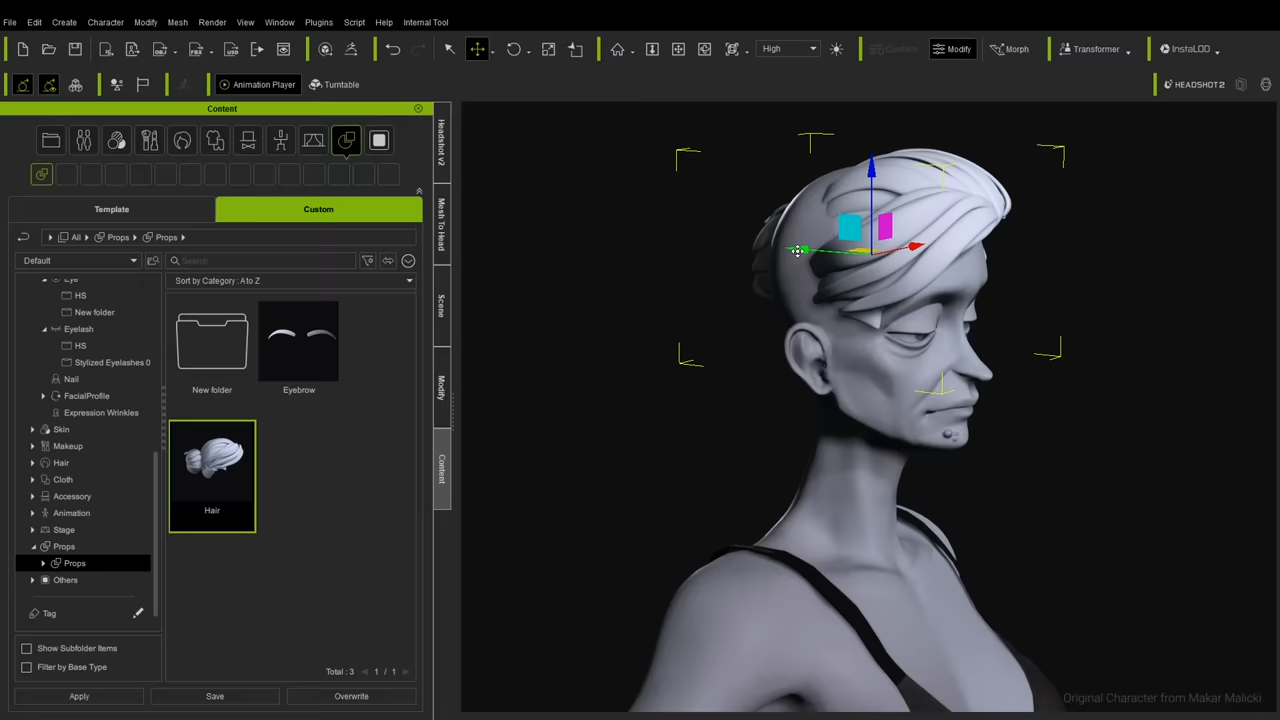 File Edit Create Character Modify Mesh Render View Window Plugins Script Help Internal Tool
High Modify Morph Transformer InstaLOD
Animation Player Turntable HEADSHOT2
Content
Template Custom
All Props Props
Default Search
Sort by Category : A to Z
Eye
HS
New folder
Eyelash
HS
Stylized Eyelashes 0
Nail
FacialProfile
Expression Wrinkles
Skin
Makeup
Hair
Cloth
Accessory
Animation
Stage
Props
Props
Others
Tag
New folder Eyebrow
Hair
Show Subfolder Items
Filter by Base Type
Total : 3 1 / 1
Apply Save Overwrite
Headshot v2
Mesh To Head
Scene
Modify
Content
Original Character from Makar Malicki